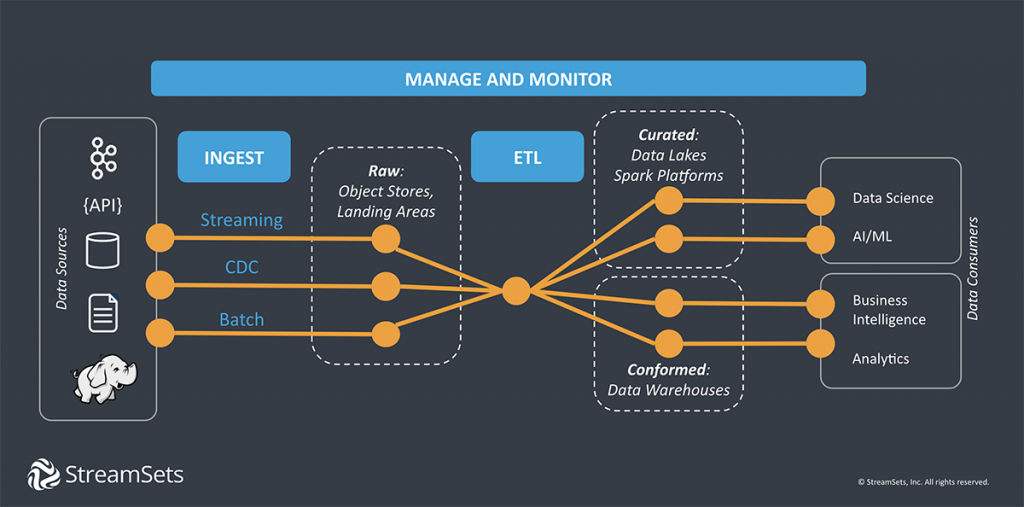 MANAGE AND MONITOR
Data Sources
{API}
INGEST
Streaming
CDC
Batch
Raw:
Object Stores,
Landing Areas
ETL
Curated:
Data Lakes
Spark Platforms
Conformed:
Data Warehouses
Data Science
AI/ML
Business
Intelligence
Analytics
Data Consumers
StreamSets
© StreamSets, Inc. All rights reserved.